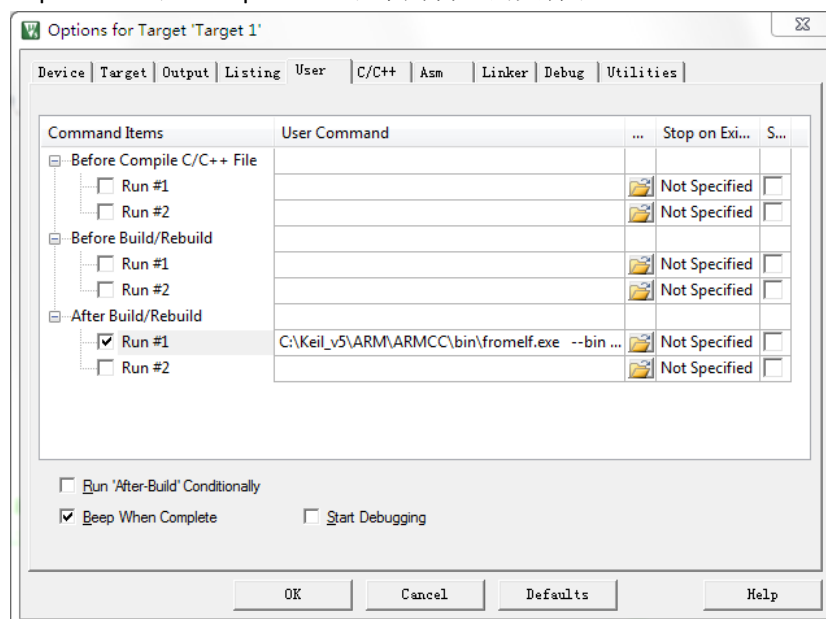 Options for Target 'Target 1'
Device Target Output Listing User C/C++ Asm Linker Debug Utilities
Command Items User Command ... Stop on Exi... S...
Before Compile C/C++ File
Run #1 Not Specified
Run #2 Not Specified
Before Build/Rebuild
Run #1 Not Specified
Run #2 Not Specified
After Build/Rebuild
Run #1 C:\Keil_v5\ARM\ARMCC\bin\fromelf.exe --bin ... Not Specified
Run #2 Not Specified
Run 'After-Build' Conditionally
Beep When Complete Start Debugging
OK Cancel Defaults Help